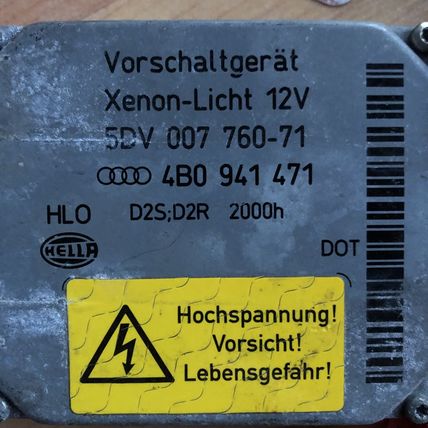 Vorschaltgerät
Xenon-Licht 12V
5DV 007 760-71
4B0 941 471
HLO D2S;D2R 2000h
HELLA
DOT
Hochspannung!
Vorsicht!
Lebensgefahr!